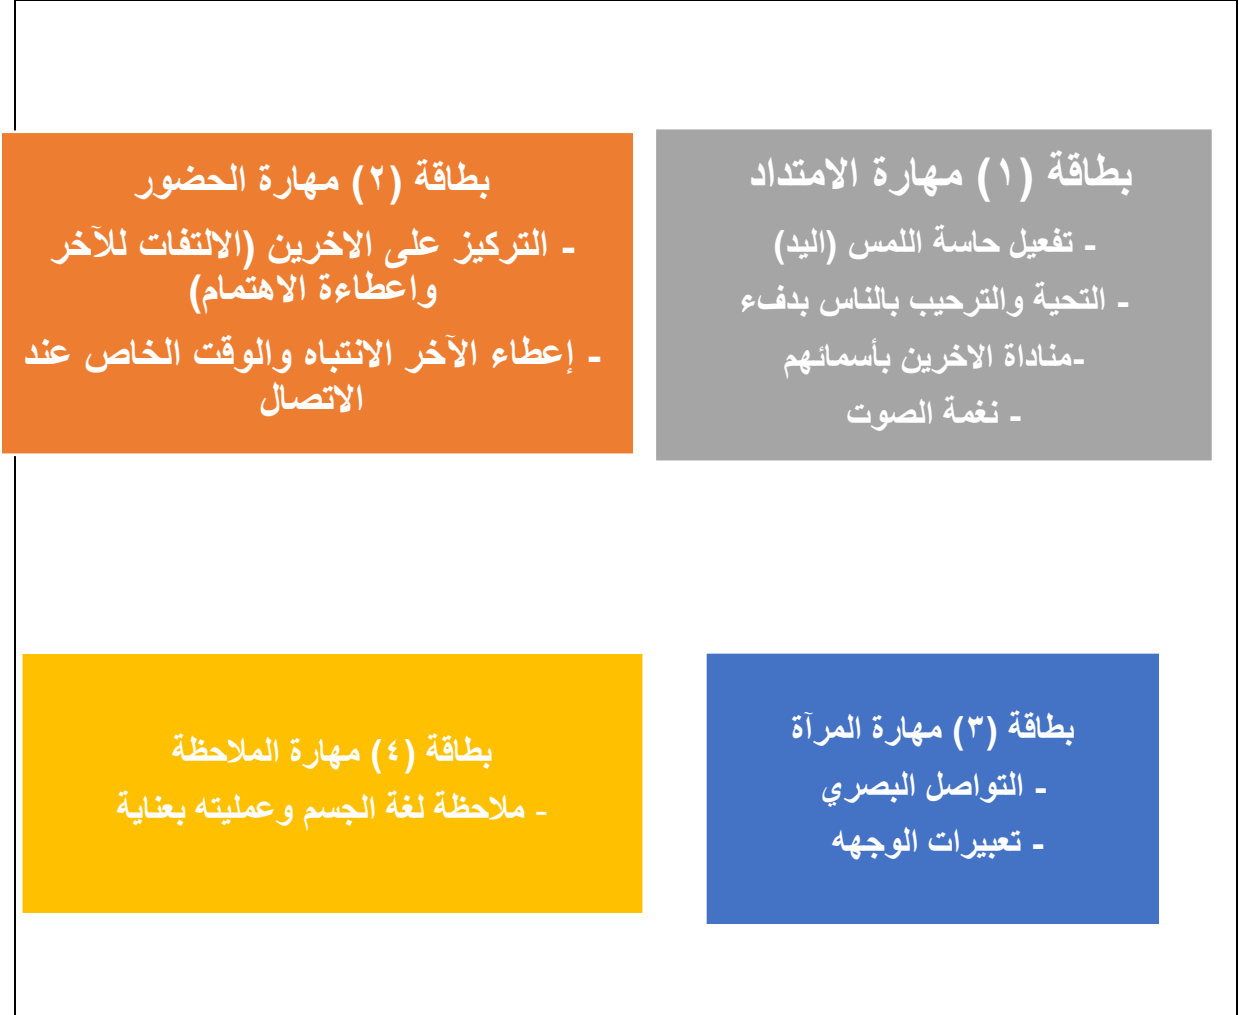 بطاقة (١) مهارة الامتداد
- تفعيل حاسة اللمس (اليد)
- التحية والترحيب بالناس بدفء
-مناداة الاخرين بأسمائهم
- نغمة الصوت
بطاقة (٢) مهارة الحضور
- التركيز على الاخرين (الالتفات للآخر
واعطاءة الاهتمام)
- إعطاء الآخر الانتباه والوقت الخاص عند
الاتصال
بطاقة (٣) مهارة المرآة
- التواصل البصري
- تعبيرات الوجهه
بطاقة (٤) مهارة الملاحظة
- ملاحظة لغة الجسم وعمليته بعناية